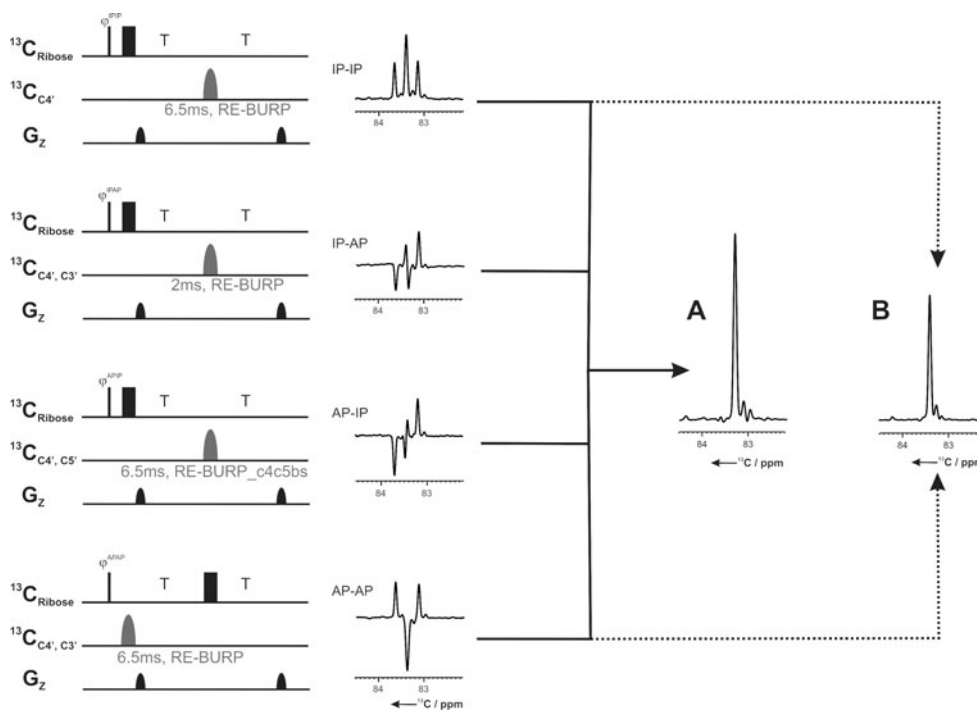 φIPIP
13CRibose T T
IP-IP
13CC4'
6.5ms, RE-BURP
Gz
84 83
φIPAP
13CRibose T T
IP-AP
13CC4', C3'
2ms, RE-BURP
Gz
84 83
A B
84 83
13C / ppm
84 83
13C / ppm
φAPIP
13CRibose T T
AP-IP
13CC4', C5'
6.5ms, RE-BURP_c4c5bs
Gz
84 83
φAPAP
13CRibose T T
AP-AP
13CC4', C3'
6.5ms, RE-BURP
Gz
84 83
13C / ppm